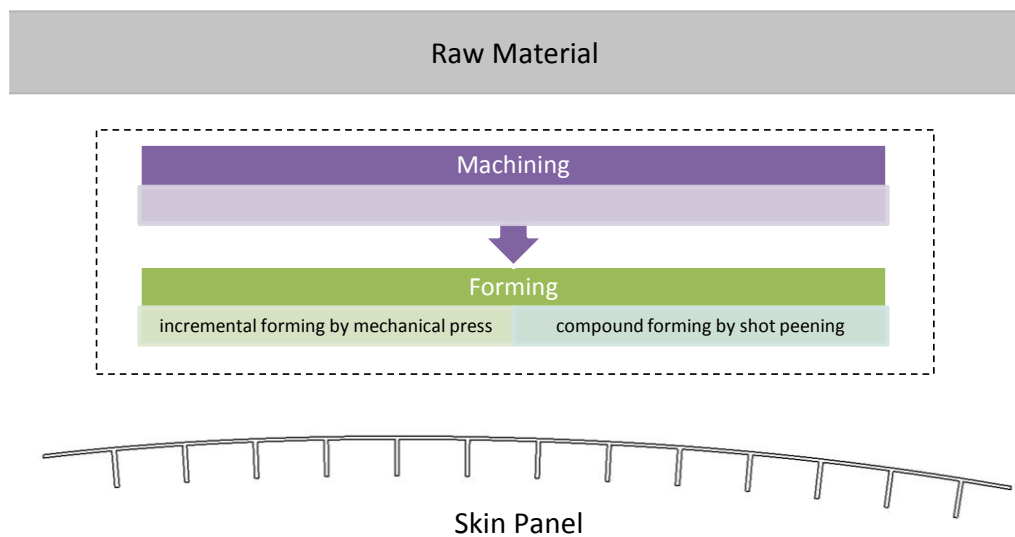 Raw Material
Machining
Forming
incremental forming by mechanical press
compound forming by shot peening
Skin Panel